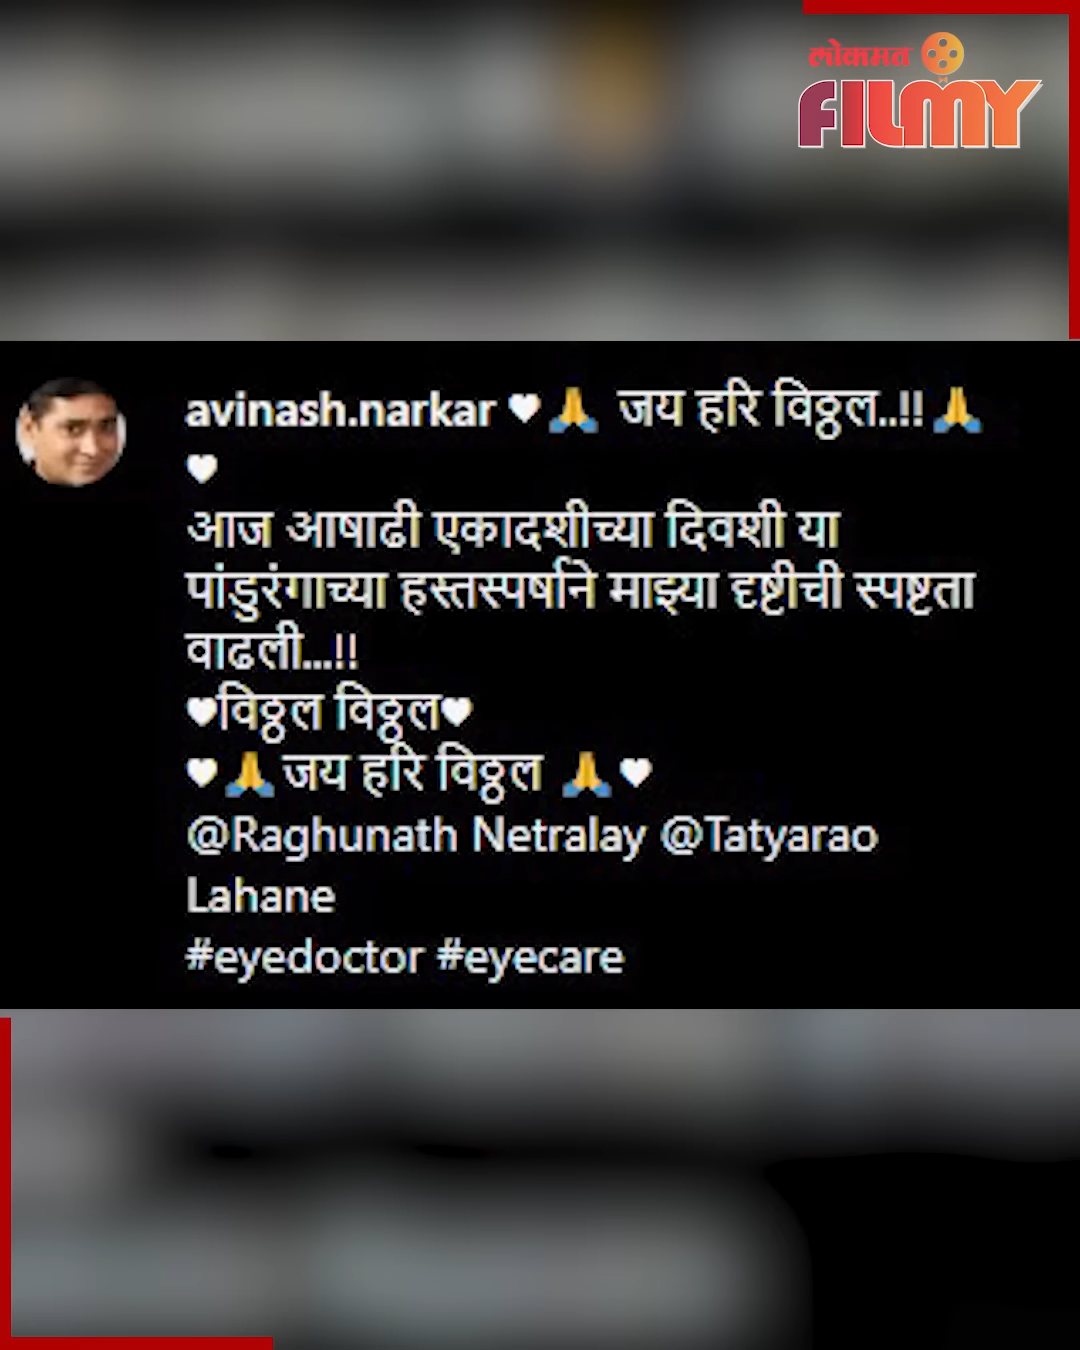 लोकमत
FILMY
avinash.narkar 🤍🙏 जय हरि विठ्ठल..!!🙏
🤍
आज आषाढी एकादशीच्या दिवशी या
पांडुरंगाच्या हस्तस्पर्षाने माझ्या दृष्टीची स्पष्टता
वाढली...!!
🤍विठ्ठल विठ्ठल🤍
🤍🙏जय हरि विठ्ठल 🙏🤍
@Raghunath Netralay @Tatyarao
Lahane
#eyedoctor #eyecare